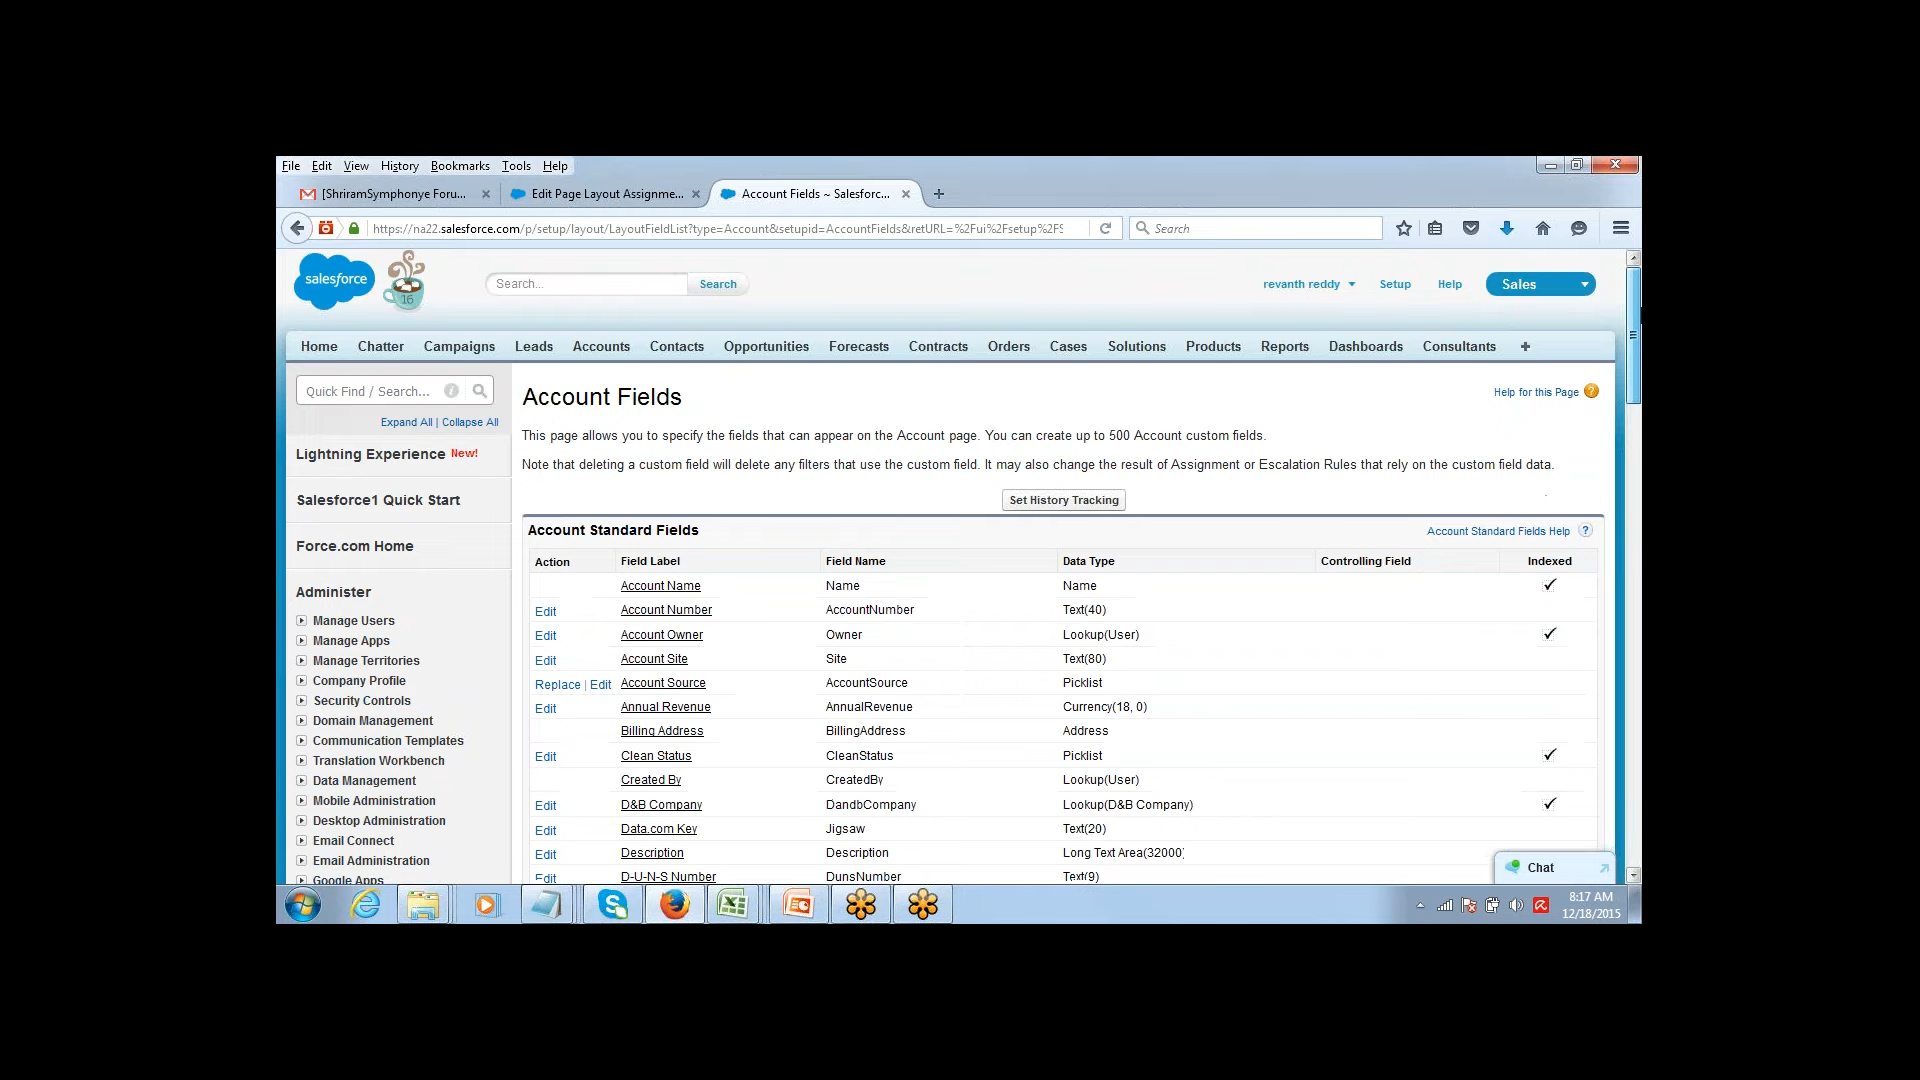 File Edit View History Bookmarks Tools Help
[ShriramSymphonye Foru...
Edit Page Layout Assignme...
Account Fields ~ Salesforc...
https://na22.salesforce.com/p/setup/layout/LayoutFieldList?type=Account&setupid=AccountFields&retURL=%2Fui%2Fsetup%2FS
Search
salesforce
16
Search...
Search
revanth reddy
Setup
Help
Sales
Home Chatter Campaigns Leads Accounts Contacts Opportunities Forecasts Contracts Orders Cases Solutions Products Reports Dashboards Consultants +
Quick Find / Search...
Expand All | Collapse All
Lightning Experience New!
Salesforce1 Quick Start
Force.com Home
Administer
Manage Users
Manage Apps
Manage Territories
Company Profile
Security Controls
Domain Management
Communication Templates
Translation Workbench
Data Management
Mobile Administration
Desktop Administration
Email Connect
Email Administration
Google Apps
Account Fields
Help for this Page ?
This page allows you to specify the fields that can appear on the Account page. You can create up to 500 Account custom fields.
Note that deleting a custom field will delete any filters that use the custom field. It may also change the result of Assignment or Escalation Rules that rely on the custom field data.
Set History Tracking
Account Standard Fields
Account Standard Fields Help ?
Action Field Label Field Name Data Type Controlling Field Indexed
Account Name Name Name ✓
Edit Account Number AccountNumber Text(40)
Edit Account Owner Owner Lookup(User) ✓
Edit Account Site Site Text(80)
Replace | Edit Account Source AccountSource Picklist
Edit Annual Revenue AnnualRevenue Currency(18, 0)
Billing Address BillingAddress Address
Edit Clean Status CleanStatus Picklist ✓
Created By CreatedBy Lookup(User)
Edit D&B Company DandbCompany Lookup(D&B Company) ✓
Edit Data.com Key Jigsaw Text(20)
Edit Description Description Long Text Area(32000)
Edit D-U-N-S Number DunsNumber Text(9)
Chat
8:17 AM
12/18/2015